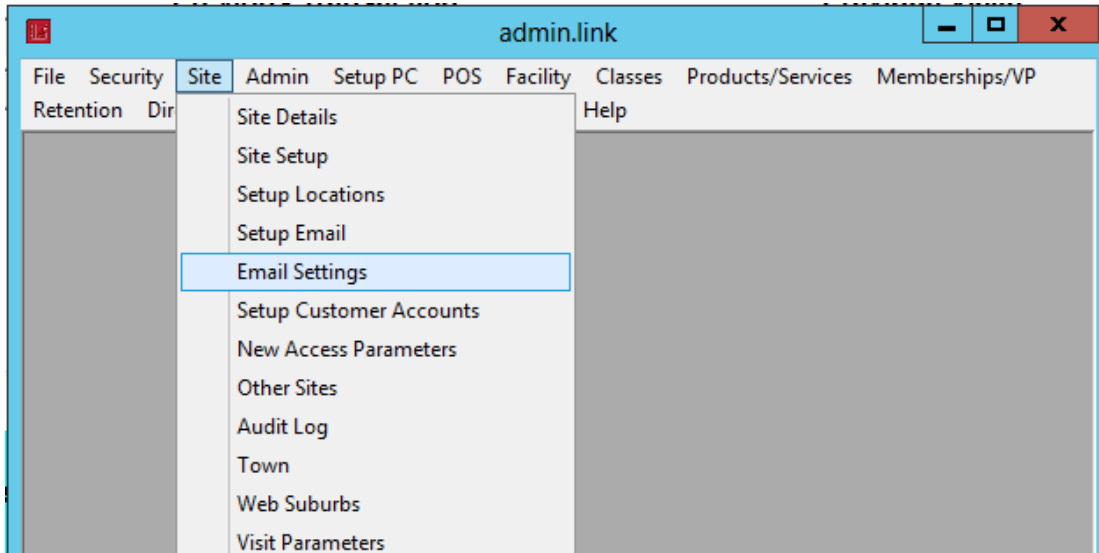 admin.link
File Security Site Admin Setup PC POS Facility Classes Products/Services Memberships/VP
Retention Dir Help
Site Details
Site Setup
Setup Locations
Setup Email
Email Settings
Setup Customer Accounts
New Access Parameters
Other Sites
Audit Log
Town
Web Suburbs
Visit Parameters